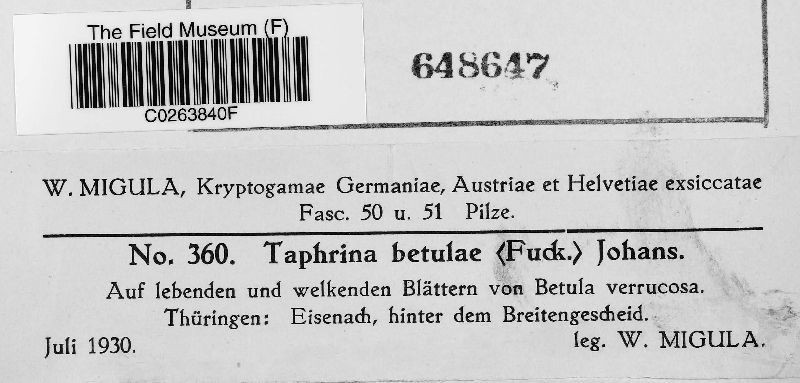 The Field Museum (F)
C0263840F
648647
W. MIGULA, Kryptogamae Germaniae, Austriae et Helvetiae exsiccatae
Fasc. 50 u. 51 Pilze.
No. 360. Taphrina betulae (Fuck.) Johans.
Auf lebenden und welkenden Blättern von Betula verrucosa.
Thüringen: Eisenach, hinter dem Breitengescheid.
Juli 1930. leg. W. MIGULA.